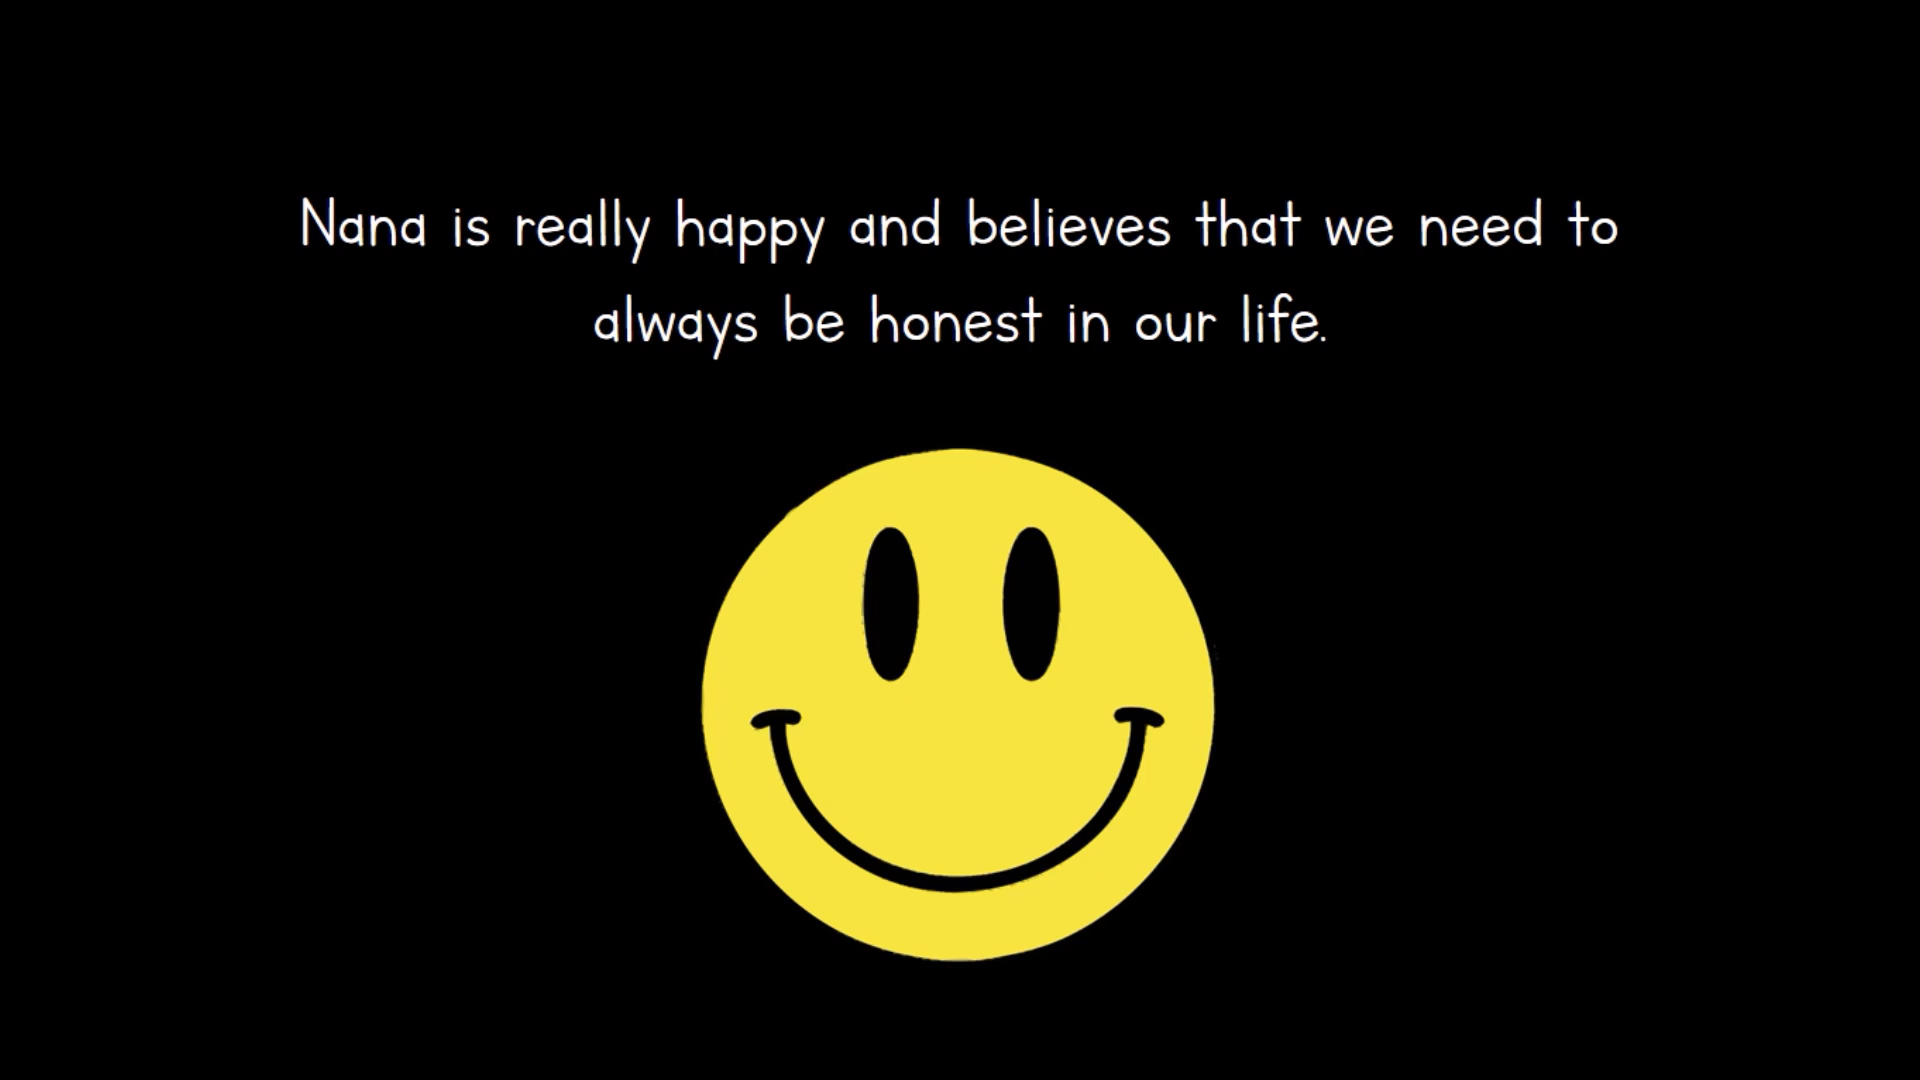 Nana is really happy and believes that we need to
always be honest in our life.